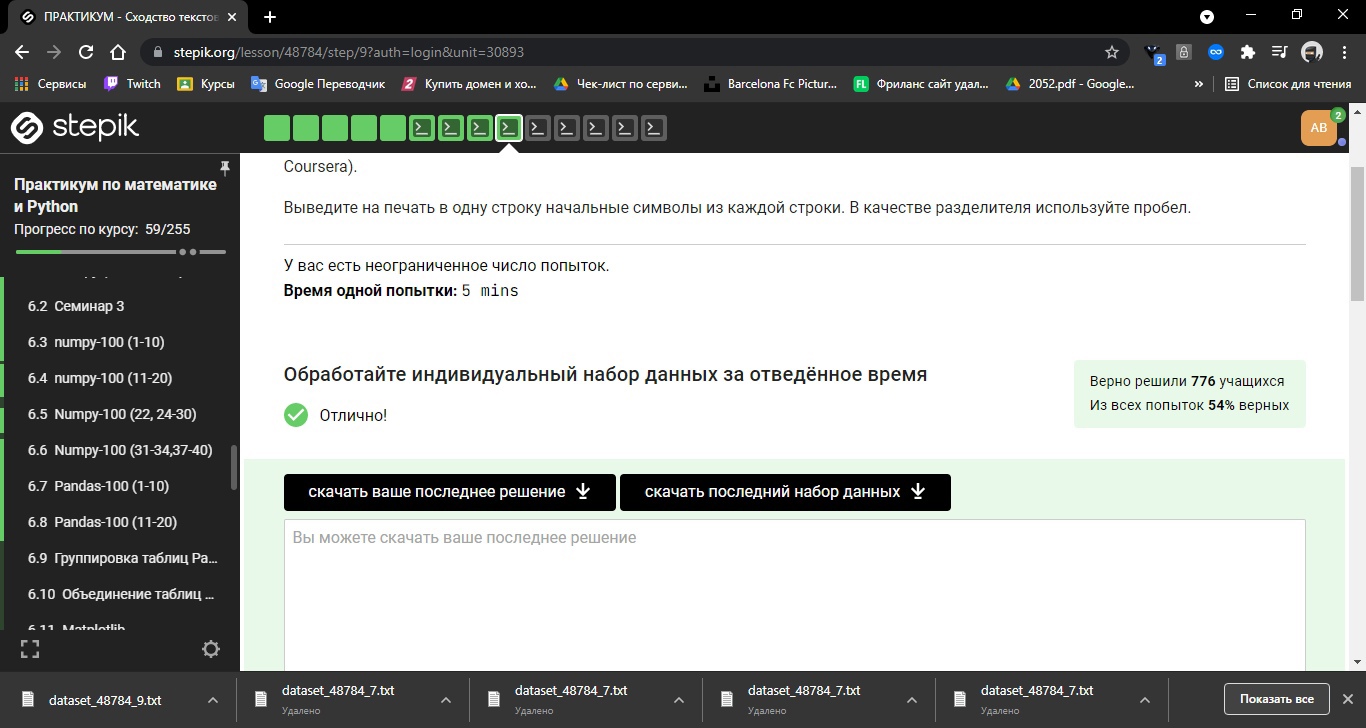 ПРАКТИКУМ - Сходство текстов
stepik.org/lesson/48784/step/9?auth=login&unit=30893
2
Сервисы
Twitch
Курсы
Google Переводчик
Купить домен и хо...
Чек-лист по серви...
Barcelona Fc Pictur...
FL Фриланс сайт удал...
2052.pdf - Google...
»
Список для чтения
stepik
AB
2
Практикум по математике
и Python
Прогресс по курсу: 59/255
6.2 Семинар 3
6.3 numpy-100 (1-10)
6.4 numpy-100 (11-20)
6.5 Numpy-100 (22, 24-30)
6.6 Numpy-100 (31-34,37-40)
6.7 Pandas-100 (1-10)
6.8 Pandas-100 (11-20)
6.9 Группировка таблиц Pa...
6.10 Объединение таблиц ...
6.11 Matplotlib
Coursera).
Выведите на печать в одну строку начальные символы из каждой строки. В качестве разделителя используйте пробел.
У вас есть неограниченное число попыток.
Время одной попытки: 5 mins
Обработайте индивидуальный набор данных за отведённое время
Отлично!
Верно решили 776 учащихся
Из всех попыток 54% верных
скачать ваше последнее решение
скачать последний набор данных
Вы можете скачать ваше последнее решение
dataset_48784_9.txt
dataset_48784_7.txt
Удалено
dataset_48784_7.txt
Удалено
dataset_48784_7.txt
Удалено
dataset_48784_7.txt
Удалено
Показать все